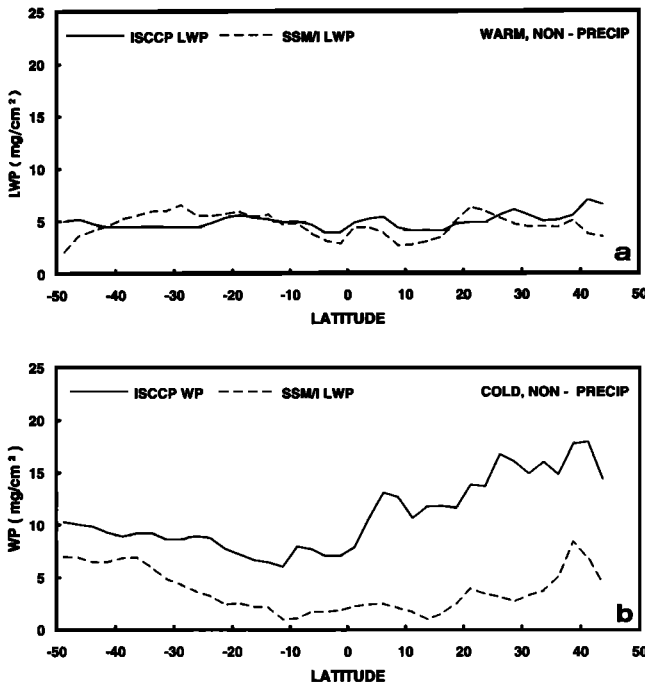 25
ISCCP LWP
SSM/I LWP
WARM, NON - PRECIP
20
15
10
5
0
LWP ( mg/cm²)
a
-50 -40 -30 -20 -10 0 10 20 30 40 50
LATITUDE
25
ISCCP WP
SSM/I LWP
COLD, NON - PRECIP
20
15
10
5
0
WP ( mg/cm²)
b
-50 -40 -30 -20 -10 0 10 20 30 40 50
LATITUDE